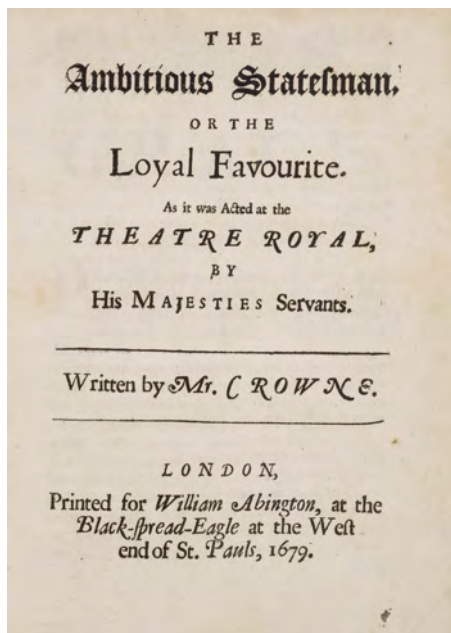 THE
Ambitious Stateſman,
OR THE
Loyal Favourite.
As it was Acted at the
THEATRE ROYAL,
BY
His MAJESTIES Servants.
Written by Mr. CROWNE.
LONDON,
Printed for William Abington, at the
Black-ſpread-Eagle at the Weſt
end of St. Pauls, 1679.